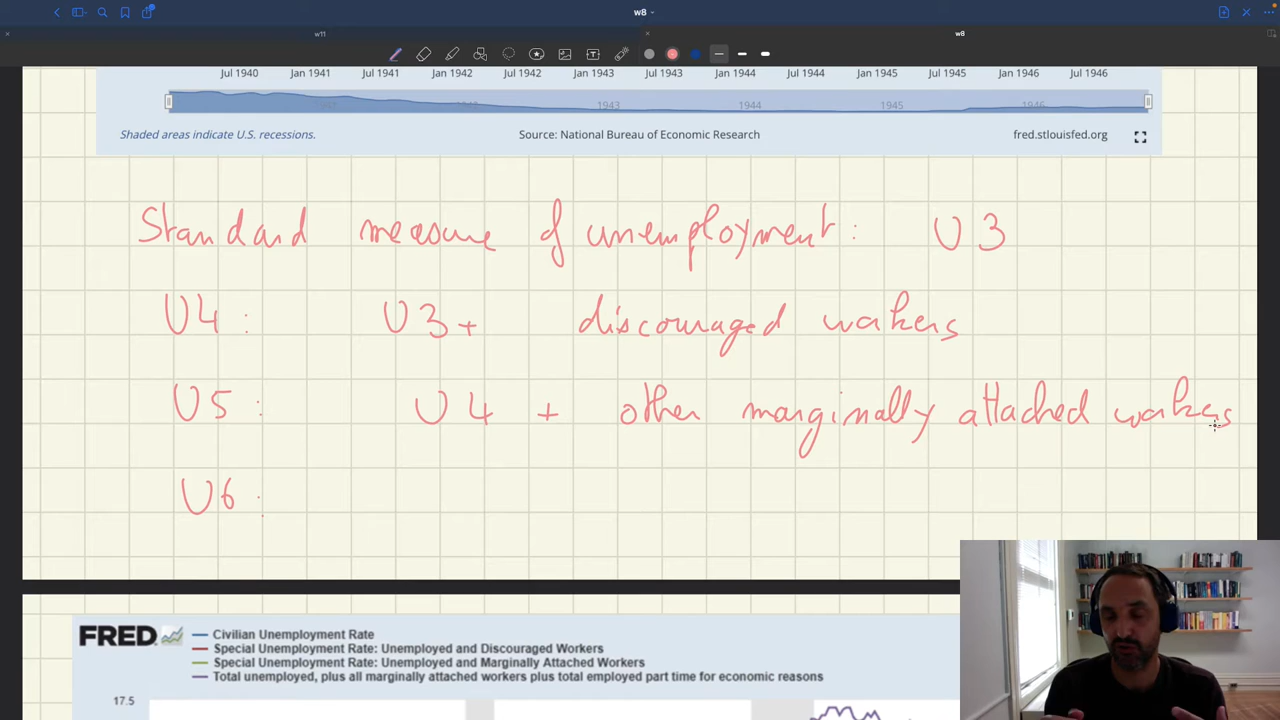 w8
w11
w8
Jul 1940 Jan 1941 Jul 1941 Jan 1942 Jul 1942 Jan 1943 Jul 1943 Jan 1944 Jul 1944 Jan 1945 Jul 1945 Jan 1946 Jul 1946
1943 1944 1945 1946
Shaded areas indicate U.S. recessions. Source: National Bureau of Economic Research fred.stlouisfed.org
Standard measure of unemployment: U3
U4: U3+ discouraged workers
U5: U4 + other marginally attached workers
U6:
FRED Civilian Unemployment Rate
Special Unemployment Rate: Unemployed and Discouraged Workers
Special Unemployment Rate: Unemployed and Marginally Attached Workers
Total unemployed, plus all marginally attached workers plus total employed part time for economic reasons
17.5